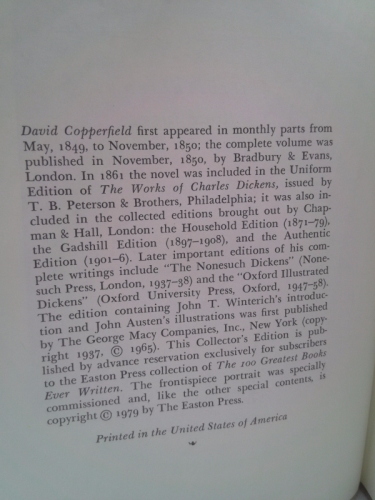 David Copperfield first appeared in monthly parts from
May, 1849, to November, 1850; the complete volume was
published in November, 1850, by Bradbury & Evans,
London. In 1861 the novel was included in the Uniform
Edition of The Works of Charles Dickens, issued by
T. B. Peterson & Brothers, Philadelphia; it was also in-
cluded in the collected editions brought out by Chap-
man & Hall, London: the Household Edition (1871-79),
the Gadshill Edition (1897-1908), and the Authentic
Edition (1901-6). Later important editions of his com-
plete writings include "The Nonesuch Dickens" (None-
such Press, London, 1937-38) and the "Oxford Illustrated
Dickens" (Oxford University Press, Oxford, 1947-58).
The edition containing John T. Winterich's introduc-
tion and John Austen's illustrations was first published
by The George Macy Companies, Inc., New York (copy-
right 1937, © 1965). This Collector's Edition is pub-
lished by advance reservation exclusively for subscribers
to the Easton Press collection of The 100 Greatest Books
Ever Written. The frontispiece portrait was specially
commissioned and, like the other special contents, is
copyright © 1979 by The Easton Press.
Printed in the United States of America